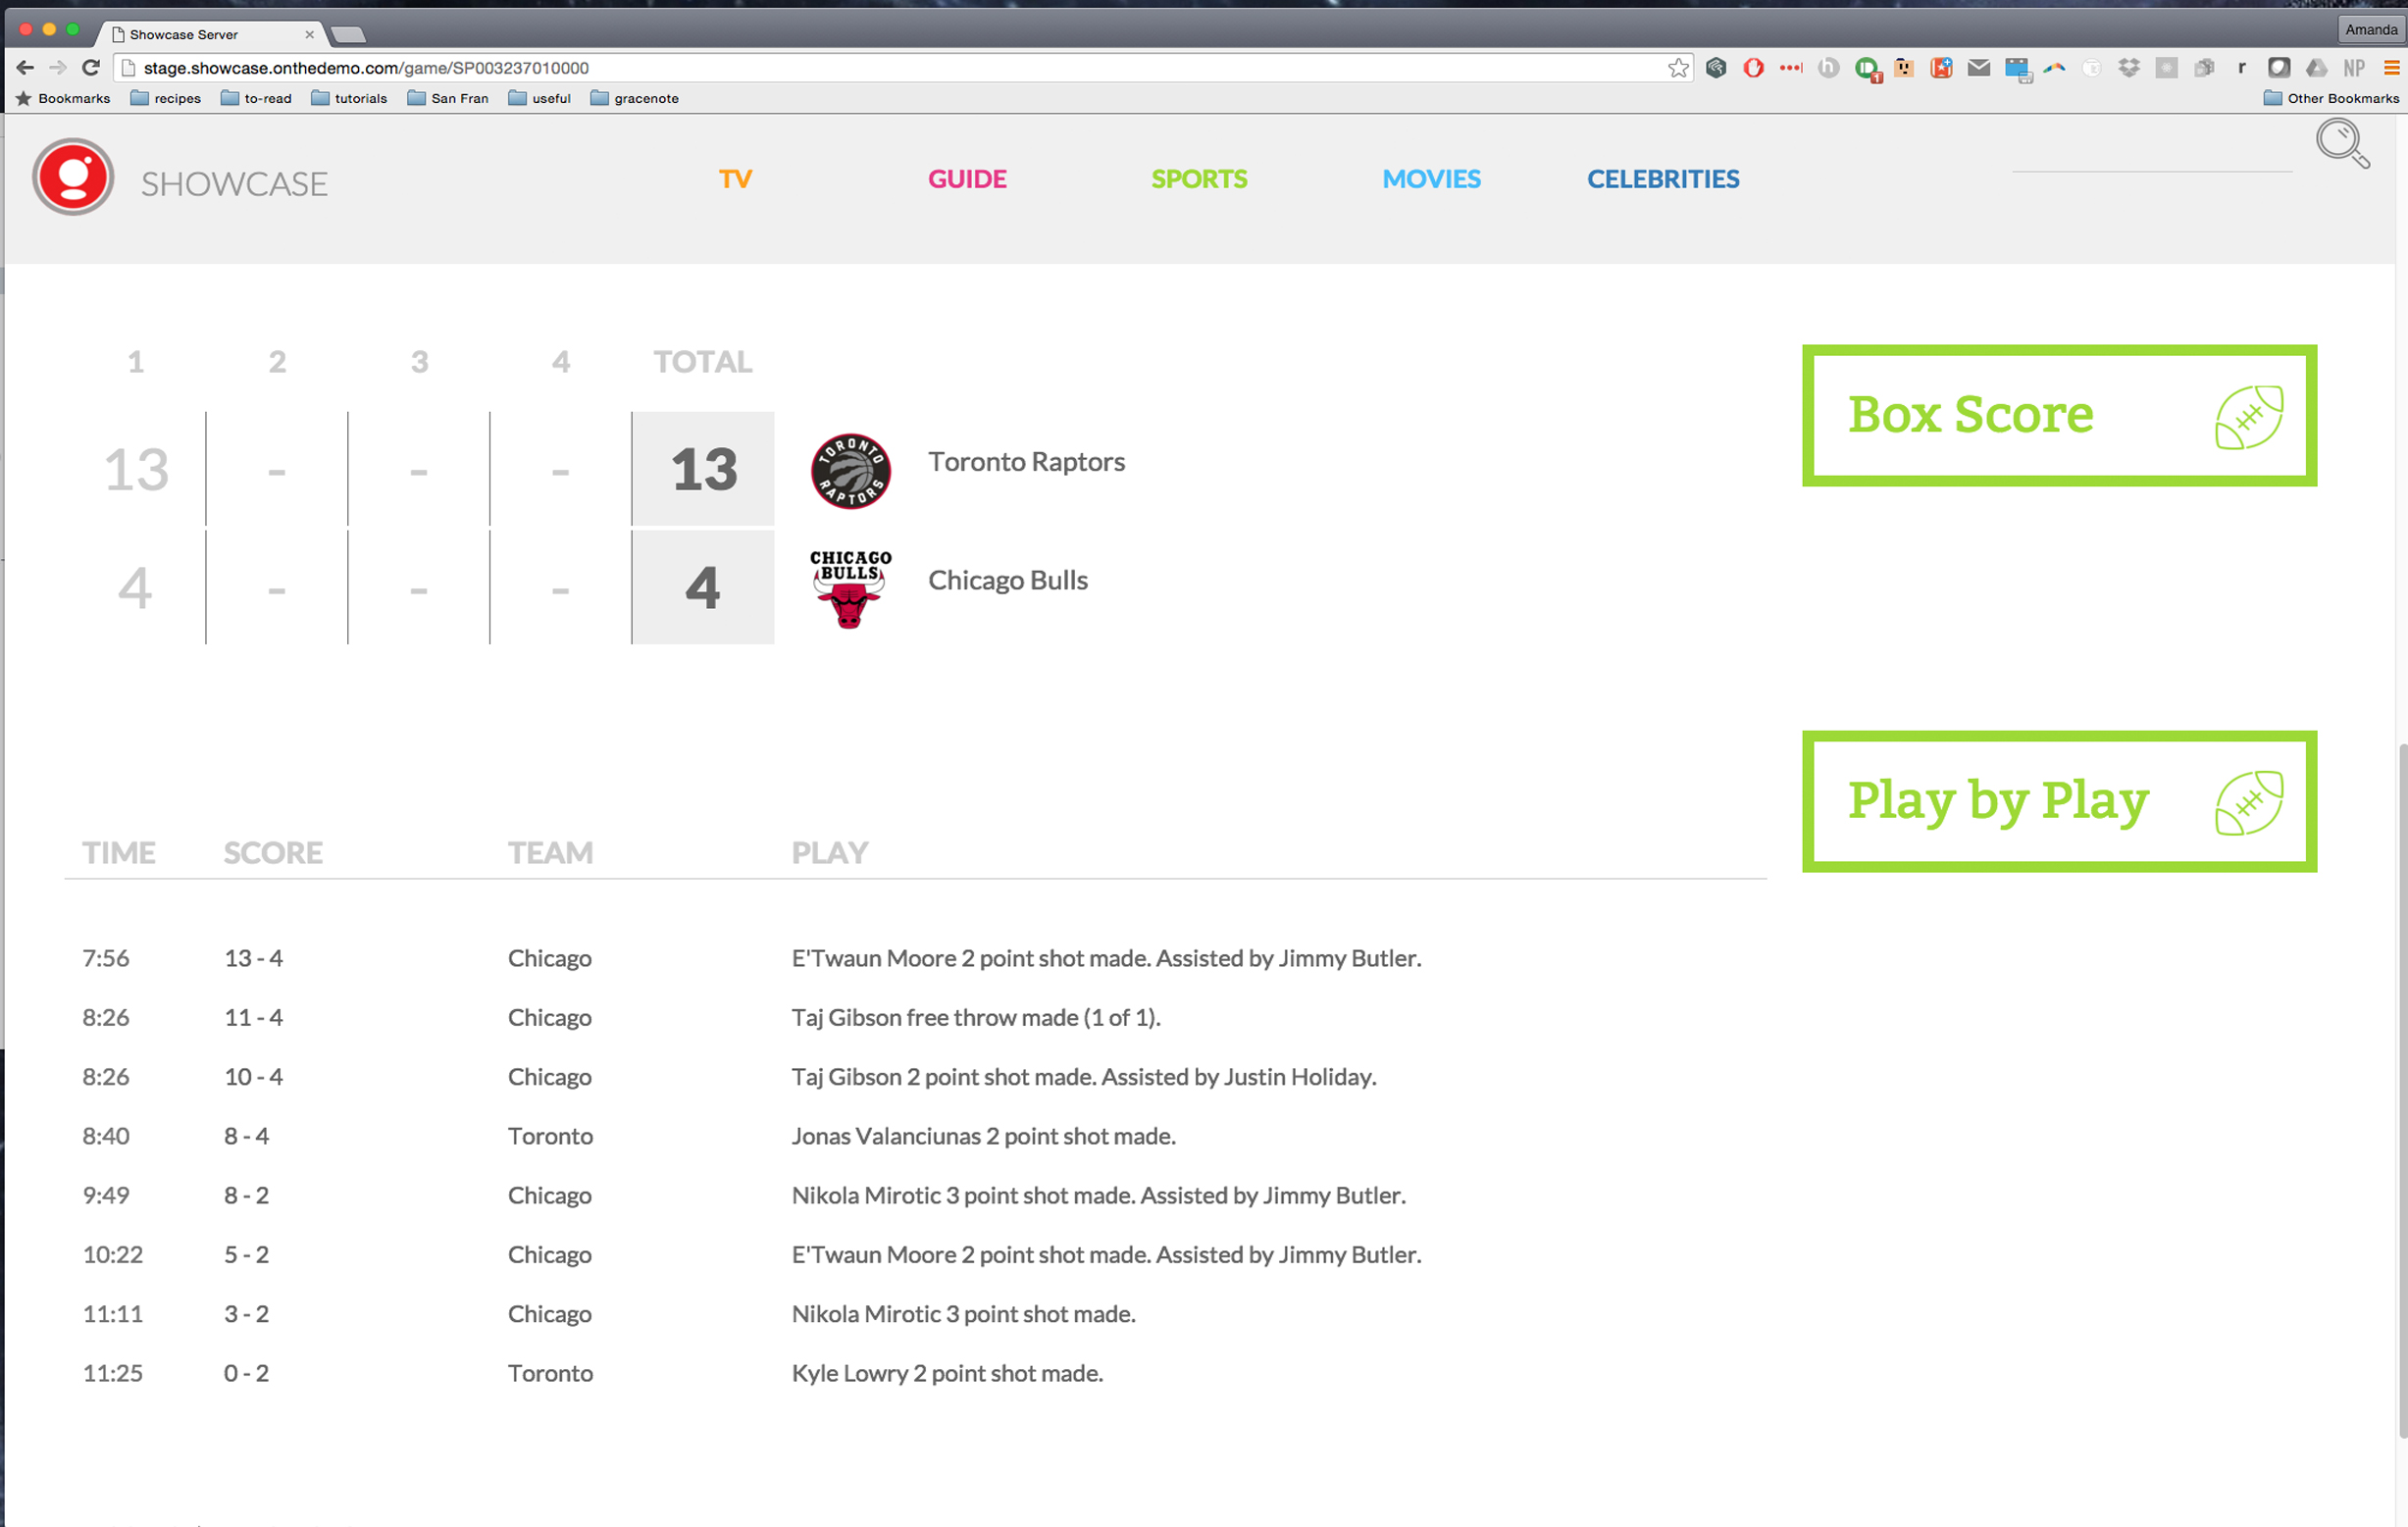 Showcase Server
Amanda
stage.showcase.onthedemo.com/game/SP003237010000
Bookmarks recipes to-read tutorials San Fran useful gracenote Other Bookmarks
SHOWCASE TV GUIDE SPORTS MOVIES CELEBRITIES
1 2 3 4 TOTAL
13 - - - 13 TORONTO RAPTORS Toronto Raptors
4 - - - 4 CHICAGO BULLS Chicago Bulls
Box Score
Play by Play
TIME SCORE TEAM PLAY
7:56 13 - 4 Chicago E'Twaun Moore 2 point shot made. Assisted by Jimmy Butler.
8:26 11 - 4 Chicago Taj Gibson free throw made (1 of 1).
8:26 10 - 4 Chicago Taj Gibson 2 point shot made. Assisted by Justin Holiday.
8:40 8 - 4 Toronto Jonas Valanciunas 2 point shot made.
9:49 8 - 2 Chicago Nikola Mirotic 3 point shot made. Assisted by Jimmy Butler.
10:22 5 - 2 Chicago E'Twaun Moore 2 point shot made. Assisted by Jimmy Butler.
11:11 3 - 2 Chicago Nikola Mirotic 3 point shot made.
11:25 0 - 2 Toronto Kyle Lowry 2 point shot made.